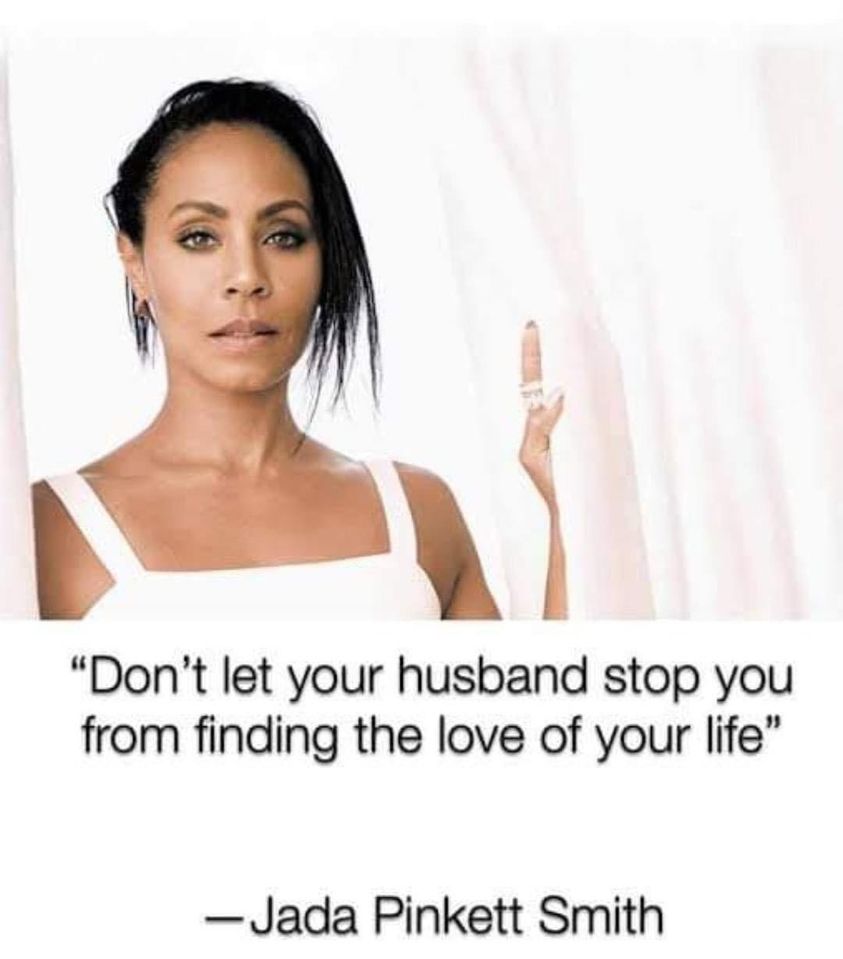 “Don’t let your husband stop you
from finding the love of your life”
—Jada Pinkett Smith